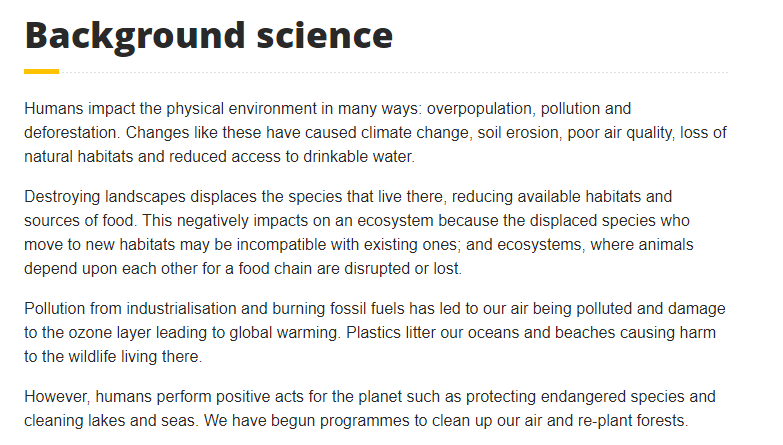 Background science
Humans impact the physical environment in many ways: overpopulation, pollution and
deforestation. Changes like these have caused climate change, soil erosion, poor air quality, loss of
natural habitats and reduced access to drinkable water.
Destroying landscapes displaces the species that live there, reducing available habitats and
sources of food. This negatively impacts on an ecosystem because the displaced species who
move to new habitats may be incompatible with existing ones; and ecosystems, where animals
depend upon each other for a food chain are disrupted or lost.
Pollution from industrialisation and burning fossil fuels has led to our air being polluted and damage
to the ozone layer leading to global warming. Plastics litter our oceans and beaches causing harm
to the wildlife living there.
However, humans perform positive acts for the planet such as protecting endangered species and
cleaning lakes and seas. We have begun programmes to clean up our air and re-plant forests.